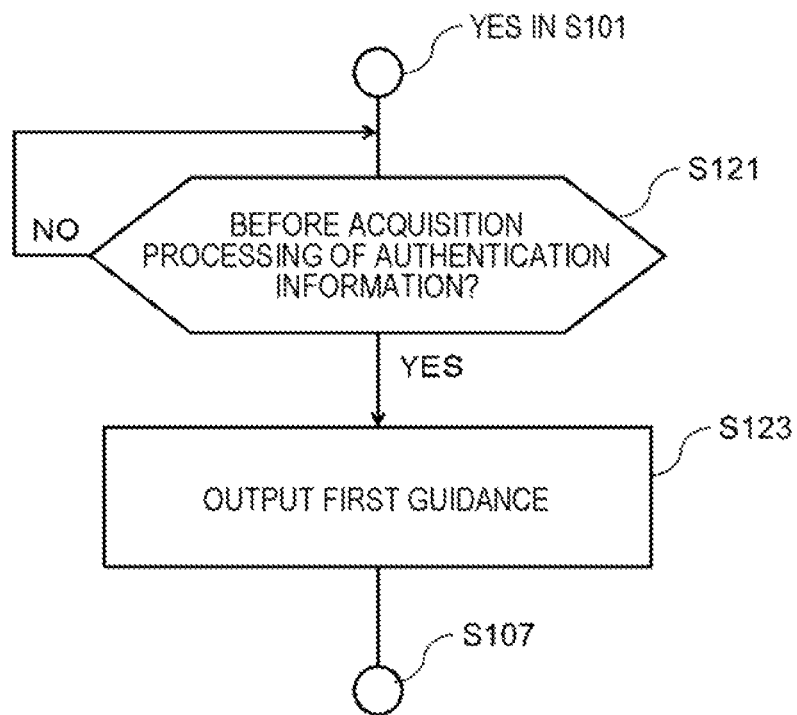 YES IN S101
S121
NO
BEFORE ACQUISITION
PROCESSING OF AUTHENTICATION
INFORMATION?
YES
S123
OUTPUT FIRST GUIDANCE
S107